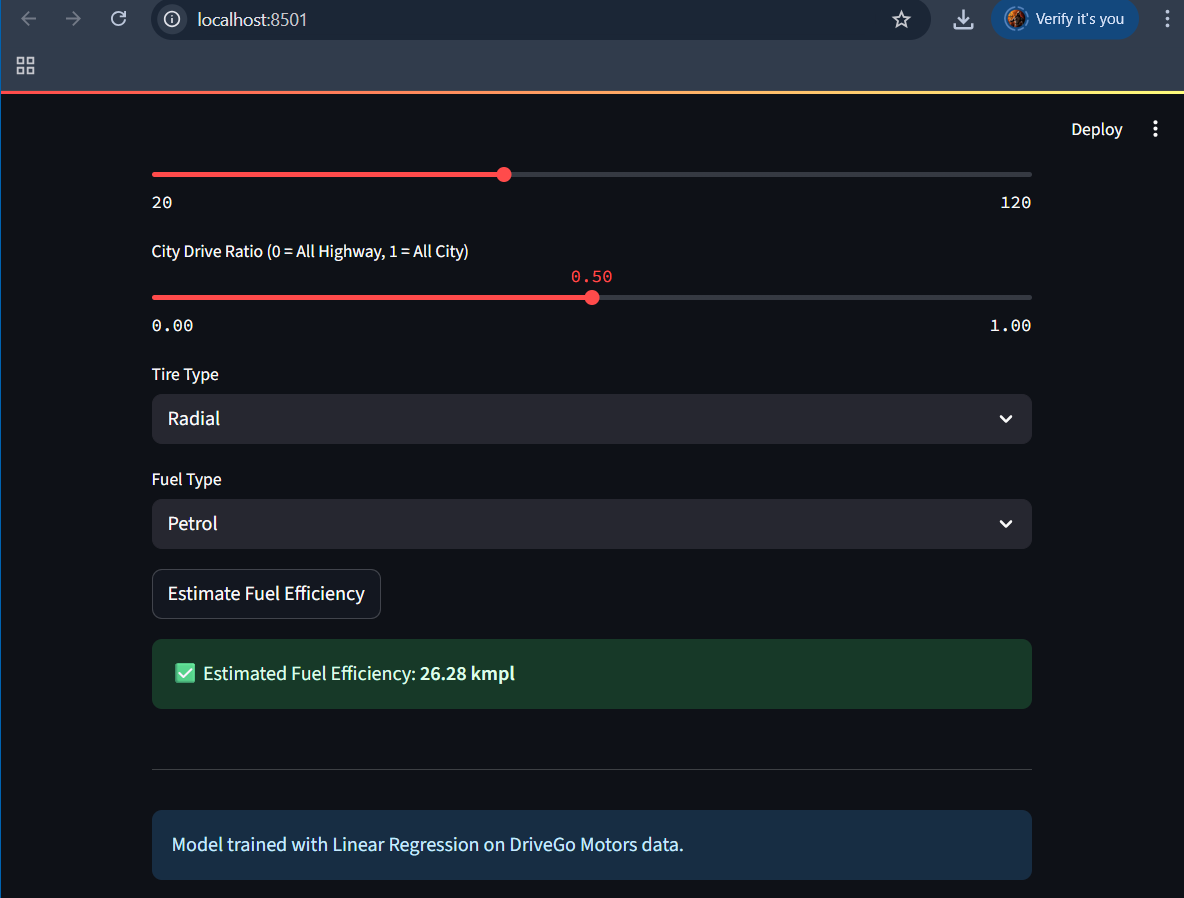 localhost:8501
Verify it's you
Deploy
20 120
City Drive Ratio (0 = All Highway, 1 = All City)
0.50
0.00 1.00
Tire Type
Radial
Fuel Type
Petrol
Estimate Fuel Efficiency
✅ Estimated Fuel Efficiency: 26.28 kmpl
Model trained with Linear Regression on DriveGo Motors data.